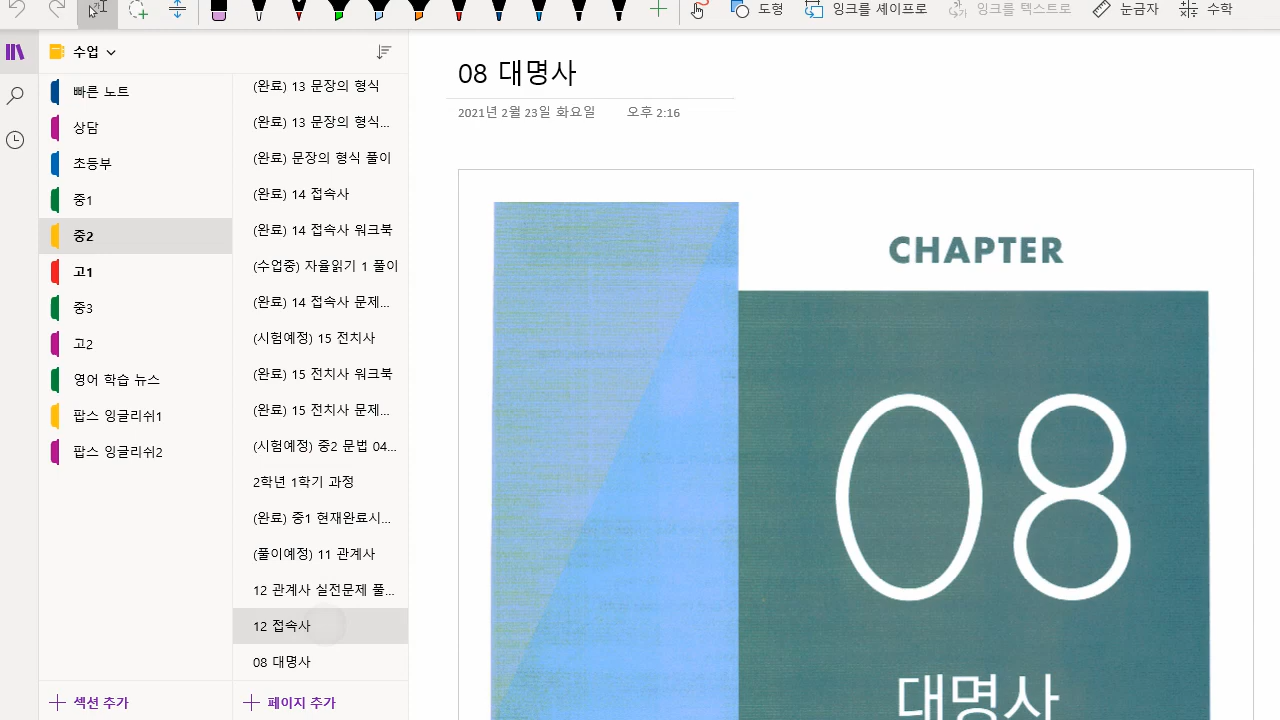 도형
잉크를 셰이프로
잉크를 텍스트로
눈금자
수학
수업
빠른 노트
상담
초등부
중1
중2
고1
중3
고2
영어 학습 뉴스
팝스 잉글리쉬1
팝스 잉글리쉬2
섹션 추가
(완료) 13 문장의 형식
(완료) 13 문장의 형식...
(완료) 문장의 형식 풀이
(완료) 14 접속사
(완료) 14 접속사 워크북
(수업중) 자율읽기 1 풀이
(완료) 14 접속사 문제...
(시험예정) 15 전치사
(완료) 15 전치사 워크북
(완료) 15 전치사 문제...
(시험예정) 중2 문법 04...
2학년 1학기 과정
(완료) 중1 현재완료시...
(풀이예정) 11 관계사
12 관계사 실전문제 풀...
12 접속사
08 대명사
페이지 추가
08 대명사
2021년 2월 23일 화요일 오후 2:16
CHAPTER
08
대명사